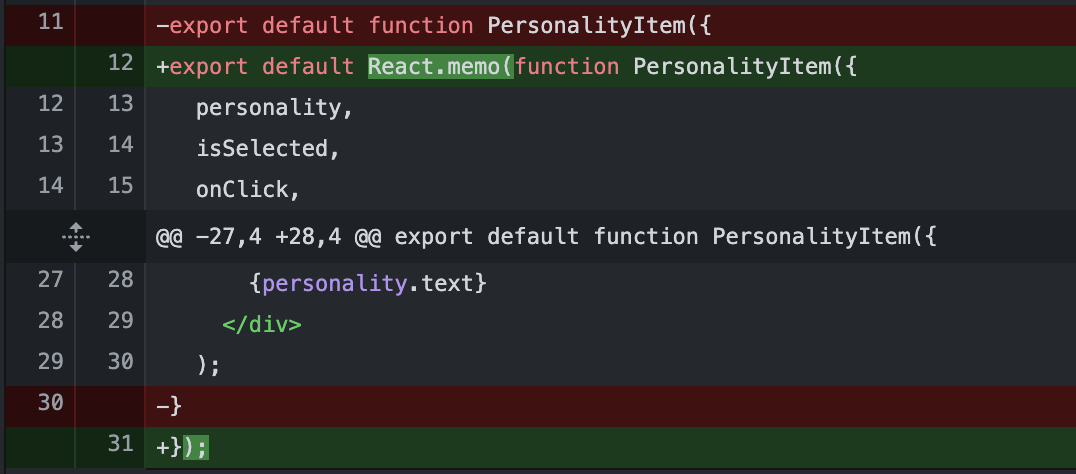 11 -export default function PersonalityItem({
12 +export default React.memo(function PersonalityItem({
12 13 personality,
13 14 isSelected,
14 15 onClick,
@@ -27,4 +28,4 @@ export default function PersonalityItem({
27 28 {personality.text}
28 29 </div>
29 30 );
30 -}
31 +});